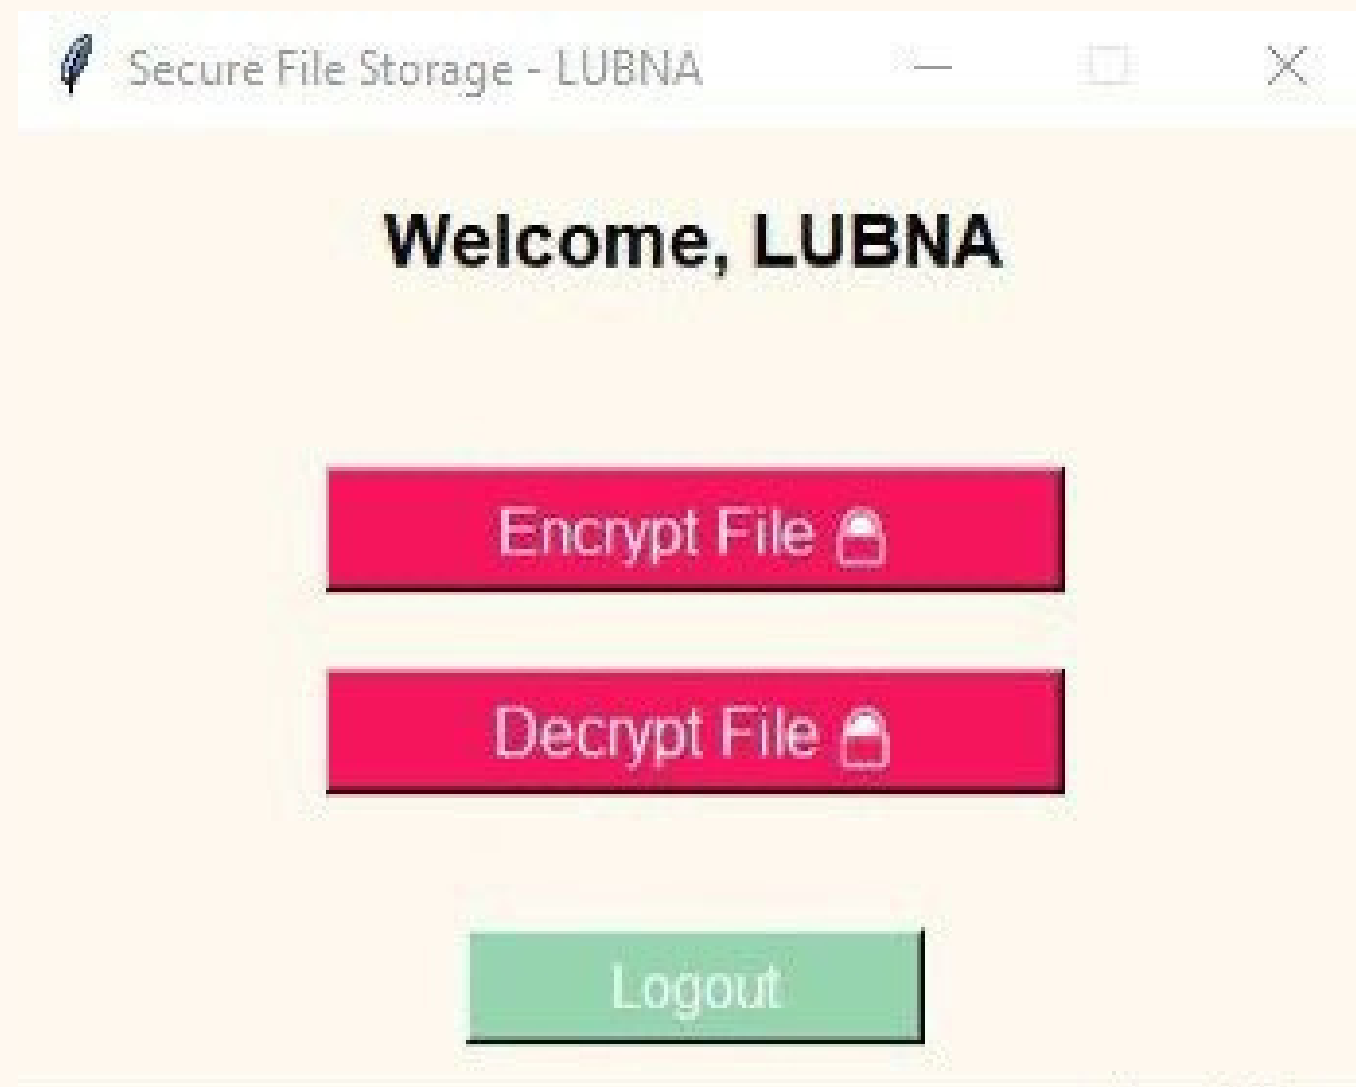 Secure File Storage - LUBNA
Welcome, LUBNA
Encrypt File 🔒
Decrypt File 🔒
Logout